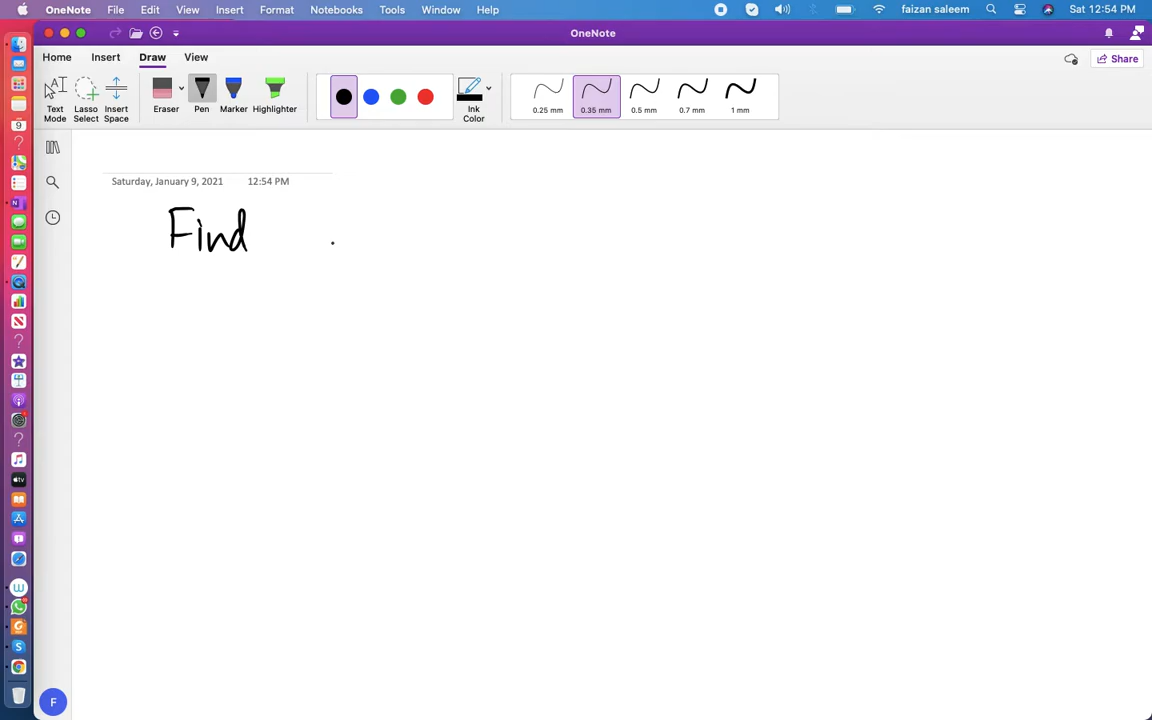 OneNote File Edit View Insert Format Notebooks Tools Window Help faizan saleem Sat 12:54 PM
OneNote
Home Insert Draw View Share
Text Mode Lasso Select Insert Space Eraser Pen Marker Highlighter Ink Color 0.25 mm 0.35 mm 0.5 mm 0.7 mm 1 mm
Saturday, January 9, 2021 12:54 PM
Find
9
F